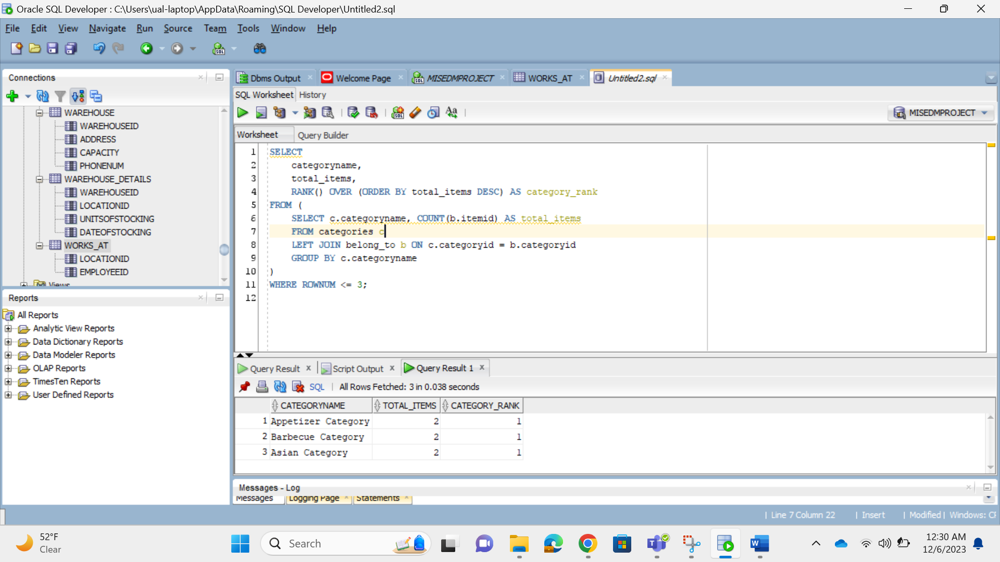 Oracle SQL Developer : C:\Users\ual-laptop\AppData\Roaming\SQL Developer\Untitled2.sql
File Edit View Navigate Run Source Team Tools Window Help
Connections
WAREHOUSE
WAREHOUSEID
ADDRESS
CAPACITY
PHONENUM
WAREHOUSE_DETAILS
WAREHOUSEID
LOCATIONID
UNITSOFSTOCKING
DATEOFSTOCKING
WORKS_AT
LOCATIONID
EMPLOYEEID
Views
Reports
All Reports
Analytic View Reports
Data Dictionary Reports
Data Modeler Reports
OLAP Reports
TimesTen Reports
User Defined Reports
Dbms Output Welcome Page MISEDMPROJECT WORKS_AT Untitled2.sql
SQL Worksheet History
MISEDMPROJECT
Worksheet Query Builder
1 SELECT
2 categoryname,
3 total_items,
4 RANK() OVER (ORDER BY total_items DESC) AS category_rank
5 FROM (
6 SELECT c.categoryname, COUNT(b.itemid) AS total_items
7 FROM categories c
8 LEFT JOIN belong_to b ON c.categoryid = b.categoryid
9 GROUP BY c.categoryname
10 )
11 WHERE ROWNUM <= 3;
12
Query Result Script Output Query Result 1
SQL All Rows Fetched: 3 in 0.038 seconds
CATEGORYNAME TOTAL_ITEMS CATEGORY_RANK
1 Appetizer Category 2 1
2 Barbecue Category 2 1
3 Asian Category 2 1
Messages - Log
Messages Logging Page Statements
Line 7 Column 22 Insert Modified Windows: CF
52°F
Clear
Search
12:30 AM
12/6/2023